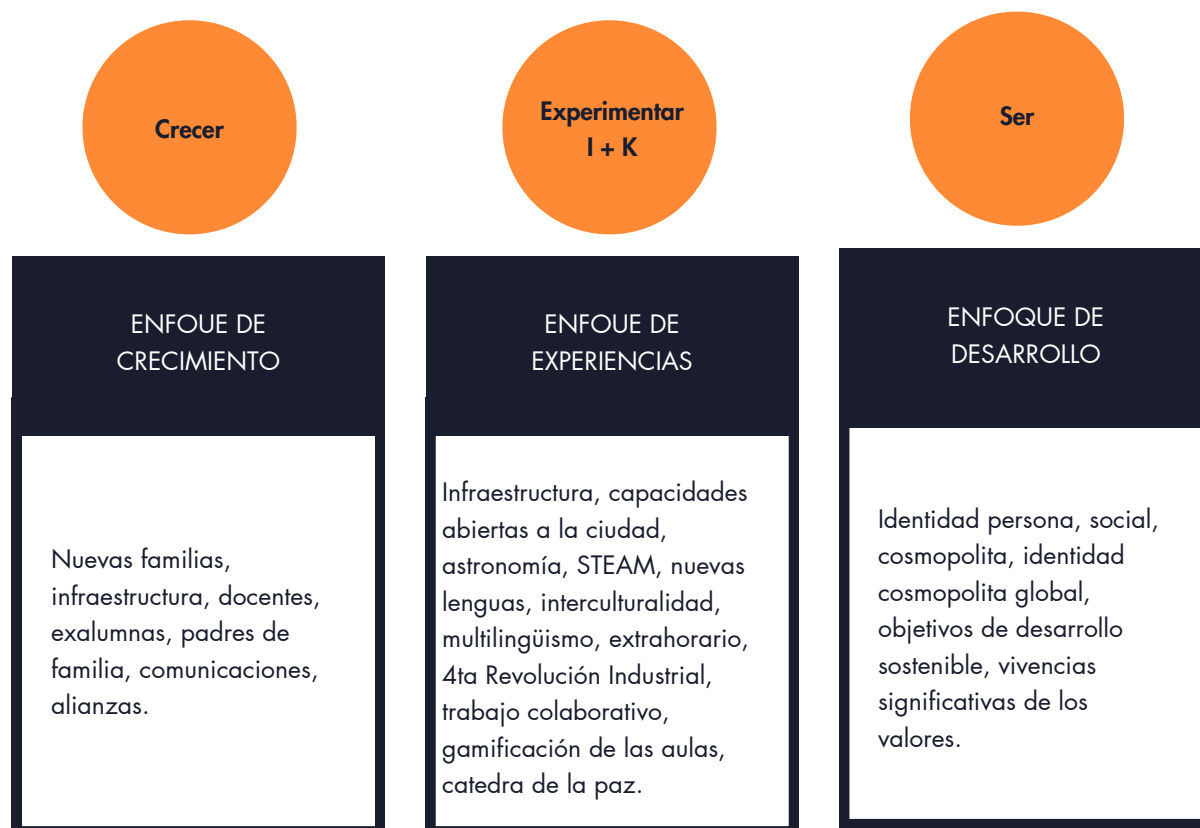 Crecer
ENFOUE DE
CRECIMIENTO
Nuevas familias,
infraestructura, docentes,
exalumnas, padres de
familia, comunicaciones,
alianzas.
Experimentar
I + K
ENFOUE DE
EXPERIENCIAS
Infraestructura, capacidades
abiertas a la ciudad,
astronomía, STEAM, nuevas
lenguas, interculturalidad,
multilingüismo, extrahorario,
4ta Revolución Industrial,
trabajo colaborativo,
gamificación de las aulas,
catedra de la paz.
Ser
ENFOQUE DE
DESARROLLO
Identidad persona, social,
cosmopolita, identidad
cosmopolita global,
objetivos de desarrollo
sostenible, vivencias
significativas de los
valores.